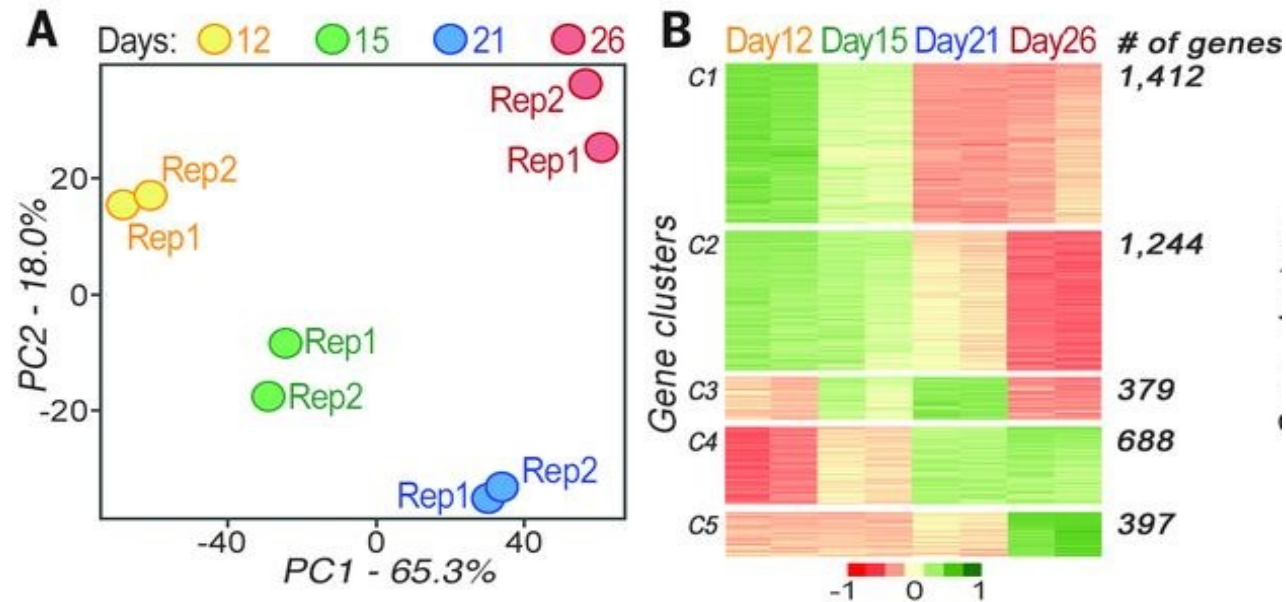 A
Days: 12 15 21 26
Rep2
Rep1
Rep2
Rep1
Rep1
Rep2
Rep1 Rep2
20
0
-20
PC2 - 18.0%
-40 0 40
PC1 - 65.3%
B
Day12 Day15 Day21 Day26 # of genes
C1 1,412
C2 1,244
C3 379
C4 688
C5 397
Gene clusters
-1 0 1